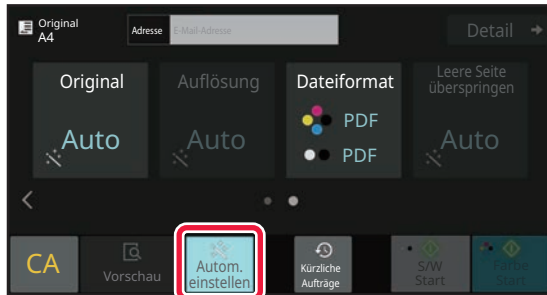 Original
A4
Adresse E-Mail-Adresse
Detail
Original
Auto
Auflösung
Auto
Dateiformat
PDF
PDF
Leere Seite
überspringen
Auto
CA
Vorschau
Autom.
einstellen
Kürzliche
Aufträge
S/W
Start
Farbe
Start